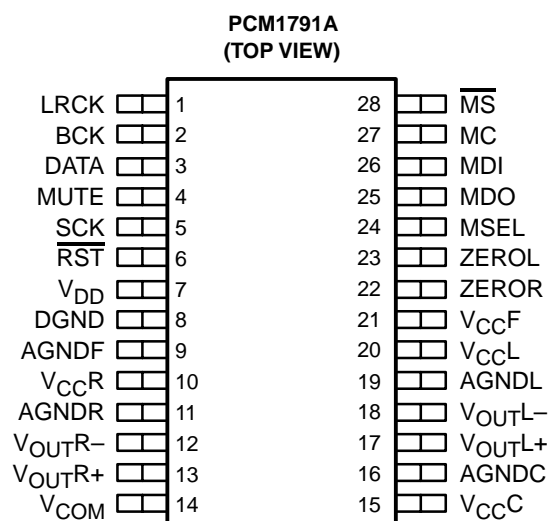 PCM1791A
(TOP VIEW)
LRCK 1 28 M̅S̅
BCK 2 27 MC
DATA 3 26 MDI
MUTE 4 25 MDO
SCK 5 24 MSEL
R̅S̅T̅ 6 23 ZEROL
VDD 7 22 ZEROR
DGND 8 21 VCCF
AGNDF 9 20 VCCL
VCCR 10 19 AGNDL
AGNDR 11 18 VOUTL–
VOUTR– 12 17 VOUTL+
VOUTR+ 13 16 AGNDC
VCOM 14 15 VCCC